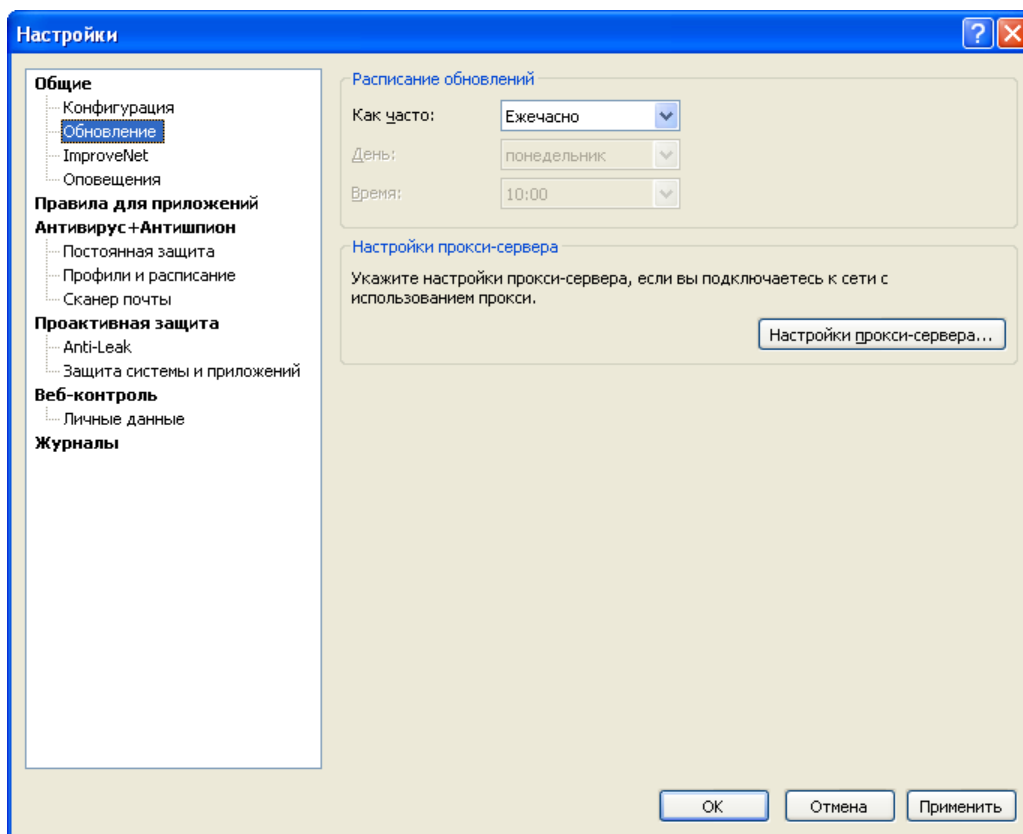 Настройки
Общие
Конфигурация
Обновление
ImproveNet
Оповещения
Правила для приложений
Антивирус+Антишпион
Постоянная защита
Профили и расписание
Сканер почты
Проактивная защита
Anti-Leak
Защита системы и приложений
Веб-контроль
Личные данные
Журналы
Расписание обновлений
Как часто: Ежечасно
День: понедельник
Время: 10:00
Настройки прокси-сервера
Укажите настройки прокси-сервера, если вы подключаетесь к сети с
использованием прокси.
Настройки прокси-сервера...
ОК Отмена Применить